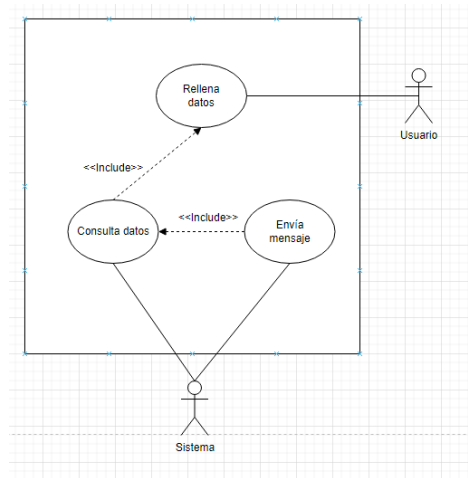 Rellena
datos
Usuario
<<Include>>
Consulta datos
<<Include>>
Envía
mensaje
Sistema